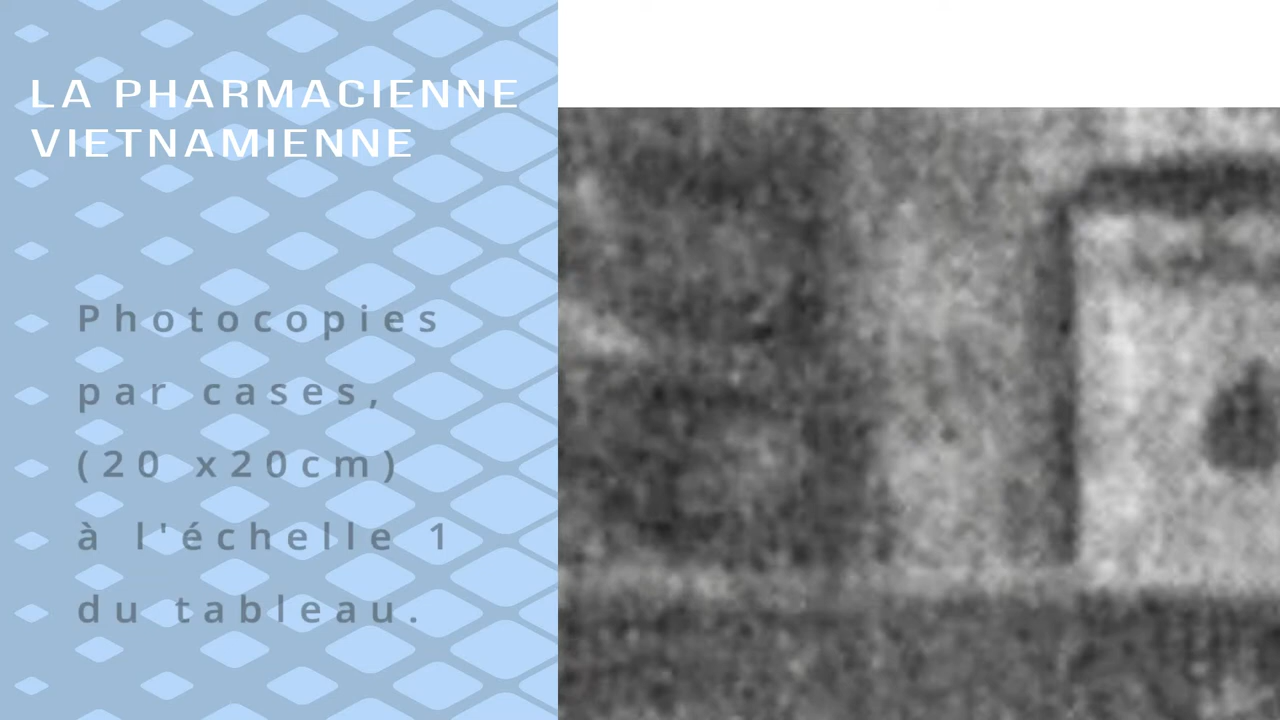 LA PHARMACIENNE
VIETNAMIENNE
Photocopies
par cases,
(20 x20cm)
à l'échelle 1
du tableau.